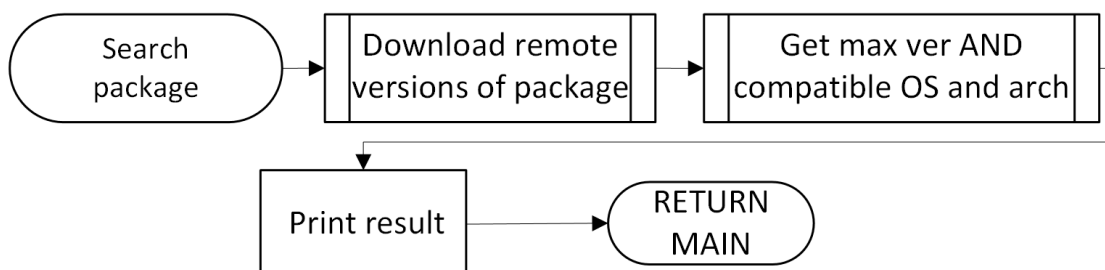 Search
package
Download remote
versions of package
Get max ver AND
compatible OS and arch
Print result
RETURN
MAIN